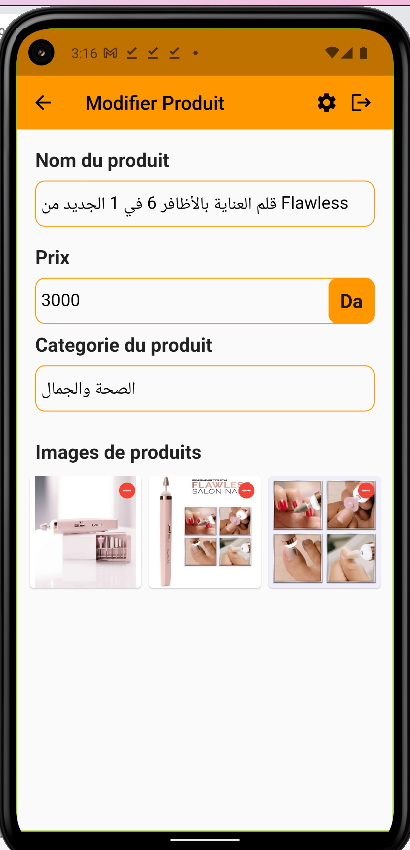 3:16
Modifier Produit
Nom du produit
قلم العناية بالأظافر 6 في 1 الجديد من Flawless
Prix
3000
Da
Categorie du produit
الصحة والجمال
Images de produits
FLAWLES
SALON NA